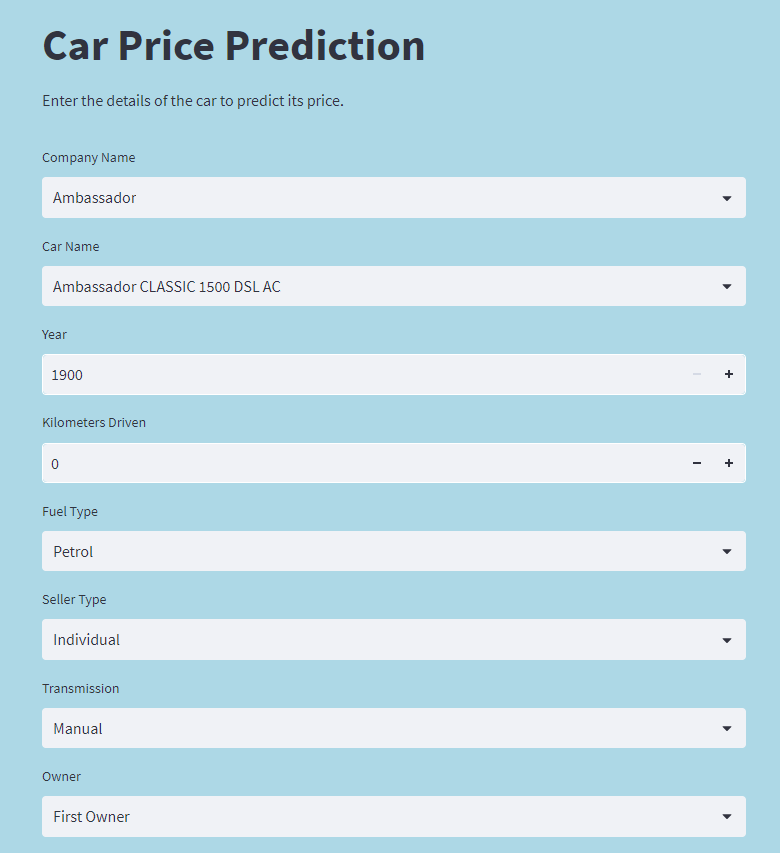 Car Price Prediction
Enter the details of the car to predict its price.
Company Name
Ambassador
Car Name
Ambassador CLASSIC 1500 DSL AC
Year
1900
Kilometers Driven
0
Fuel Type
Petrol
Seller Type
Individual
Transmission
Manual
Owner
First Owner